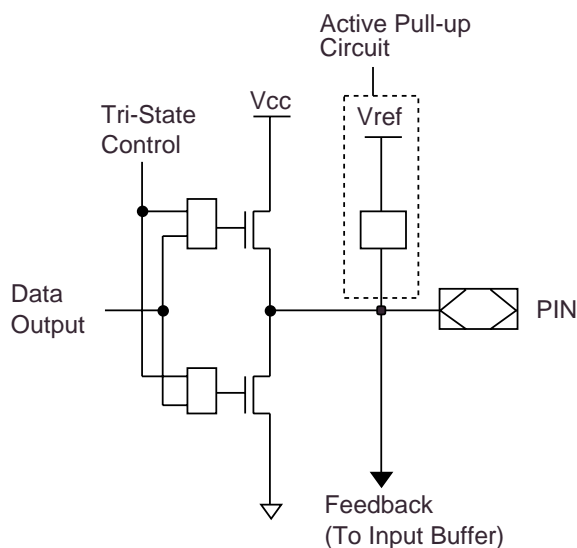 Active Pull-up
Circuit
Vcc
Vref
Tri-State
Control
Data
Output
PIN
Feedback
(To Input Buffer)